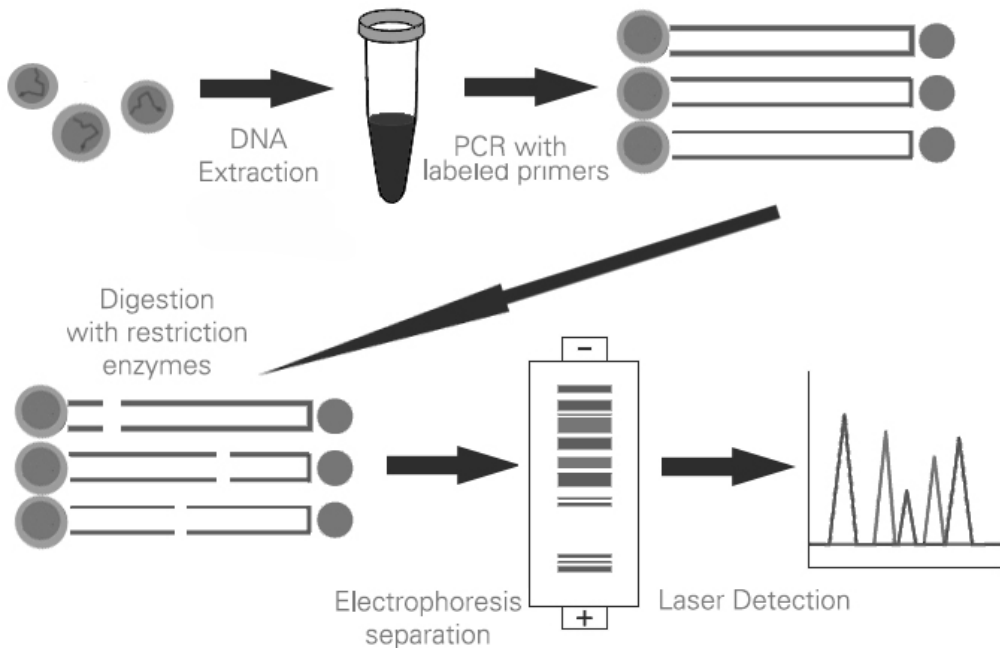 DNA
Extraction
PCR with
labeled primers
Digestion
with restriction
enzymes
−
+
Electrophoresis
separation
Laser Detection